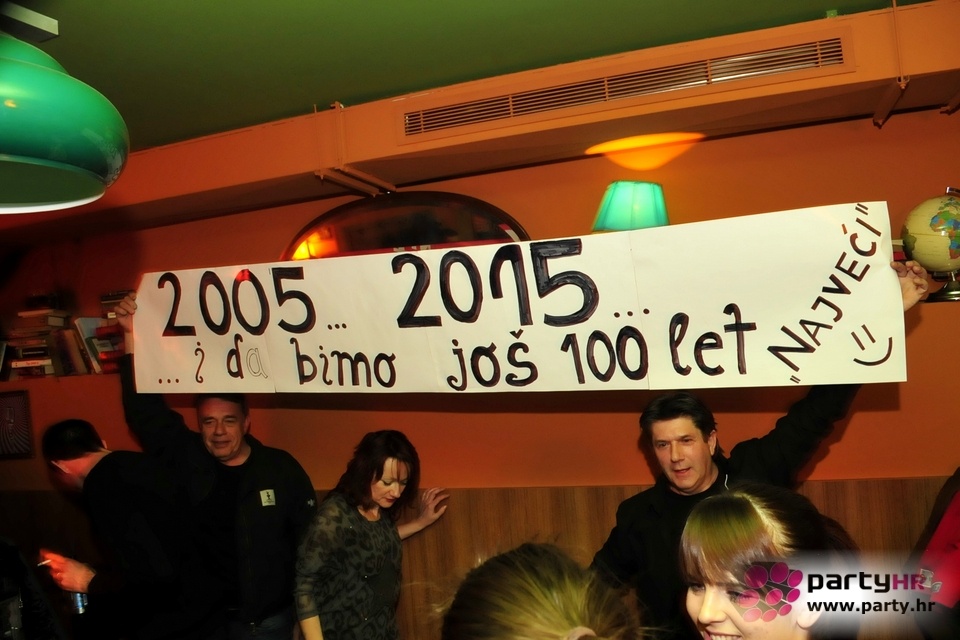 2005... 2015...
... i da bimo još 100 let
„NAJVEĆI"
partyHR
www.party.hr